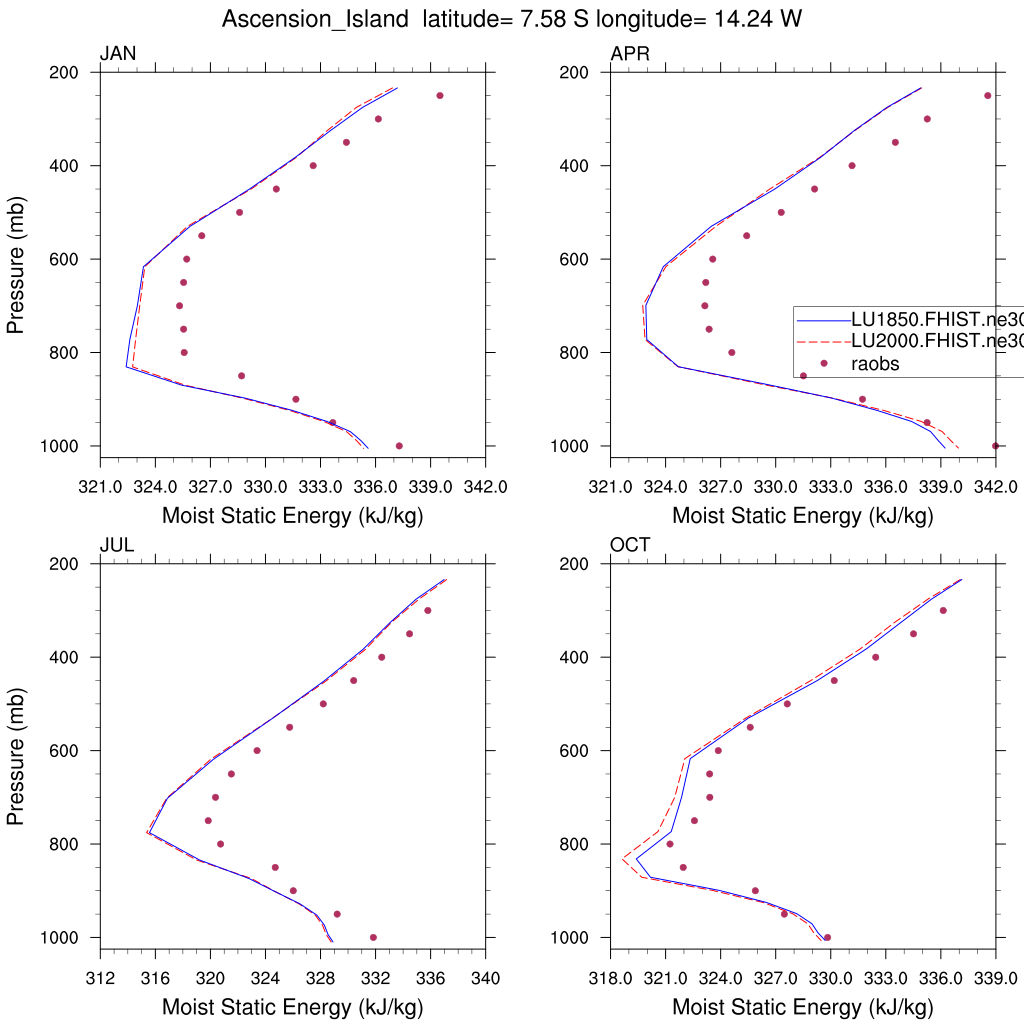 Ascension_Island latitude= 7.58 S longitude= 14.24 W
JAN
200
400
600
800
1000
321.0 324.0 327.0 330.0 333.0 336.0 339.0 342.0
Moist Static Energy (kJ/kg)
Pressure (mb)
APR
200
400
600
800
1000
321.0 324.0 327.0 330.0 333.0 336.0 339.0 342.0
Moist Static Energy (kJ/kg)
LU1850.FHIST.ne30
LU2000.FHIST.ne30
raobs
JUL
200
400
600
800
1000
312 316 320 324 328 332 336 340
Moist Static Energy (kJ/kg)
Pressure (mb)
OCT
200
400
600
800
1000
318.0 321.0 324.0 327.0 330.0 333.0 336.0 339.0
Moist Static Energy (kJ/kg)